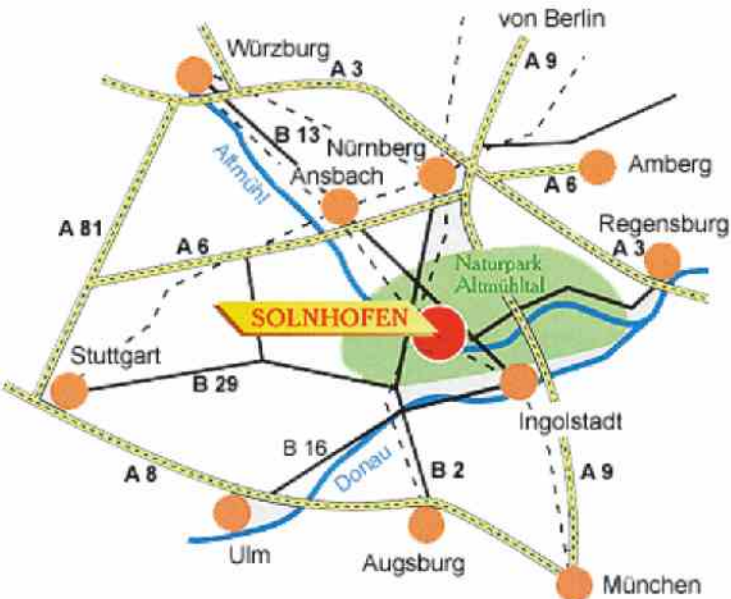 von Berlin
Würzburg
A 3
A 9
B 13
Nürnberg
Altmühl
Ansbach
Amberg
A 6
Regensburg
A 81
A 6
A 3
Naturpark
Altmühltal
SOLNHOFEN
Stuttgart
B 29
Ingolstadt
B 16
Donau
A 8
B 2
A 9
Ulm
Augsburg
München